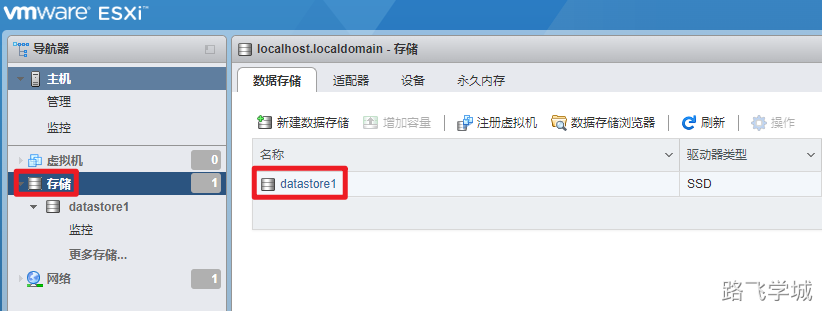 vmware ESXi™
导航器
主机
管理
监控
虚拟机 0
存储 1
datastore1
监控
更多存储...
网络 1
localhost.localdomain - 存储
数据存储 适配器 设备 永久内存
新建数据存储 增加容量 注册虚拟机 数据存储浏览器 刷新 操作
名称 驱动器类型
datastore1 SSD
路飞学城